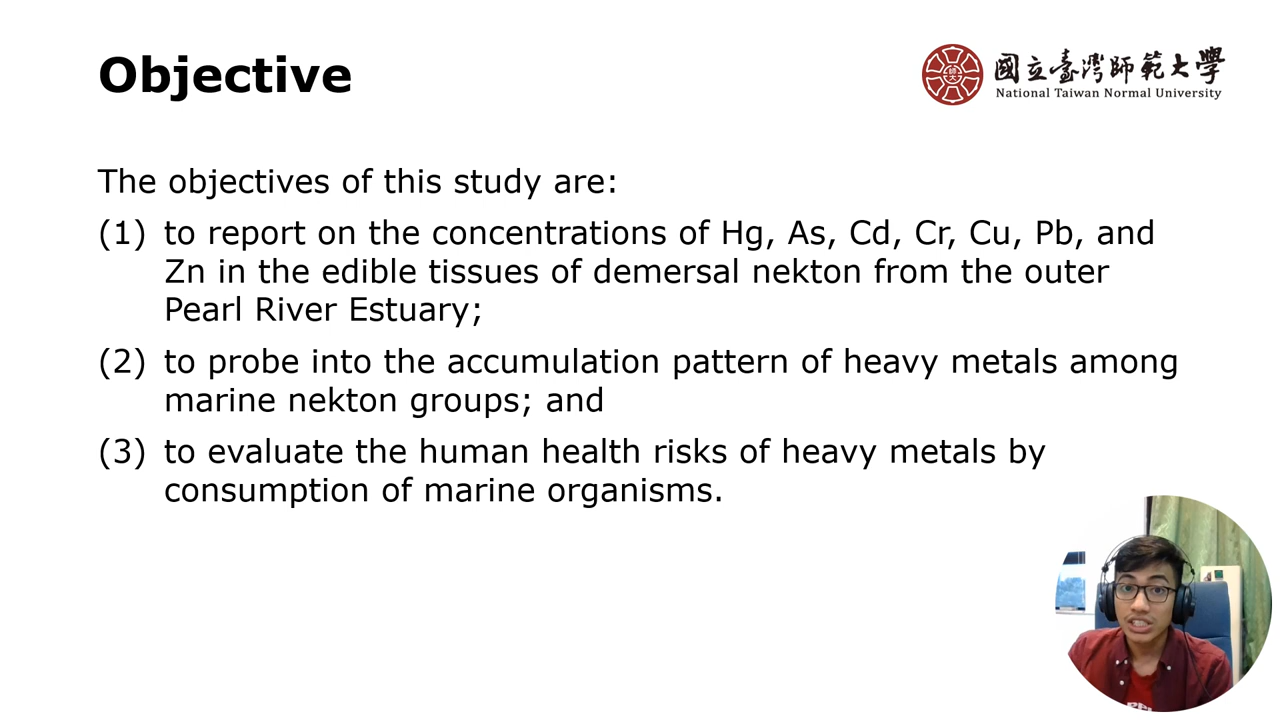 Objective
國立臺灣師範大學
National Taiwan Normal University
The objectives of this study are:
(1) to report on the concentrations of Hg, As, Cd, Cr, Cu, Pb, and
Zn in the edible tissues of demersal nekton from the outer
Pearl River Estuary;
(2) to probe into the accumulation pattern of heavy metals among
marine nekton groups; and
(3) to evaluate the human health risks of heavy metals by
consumption of marine organisms.